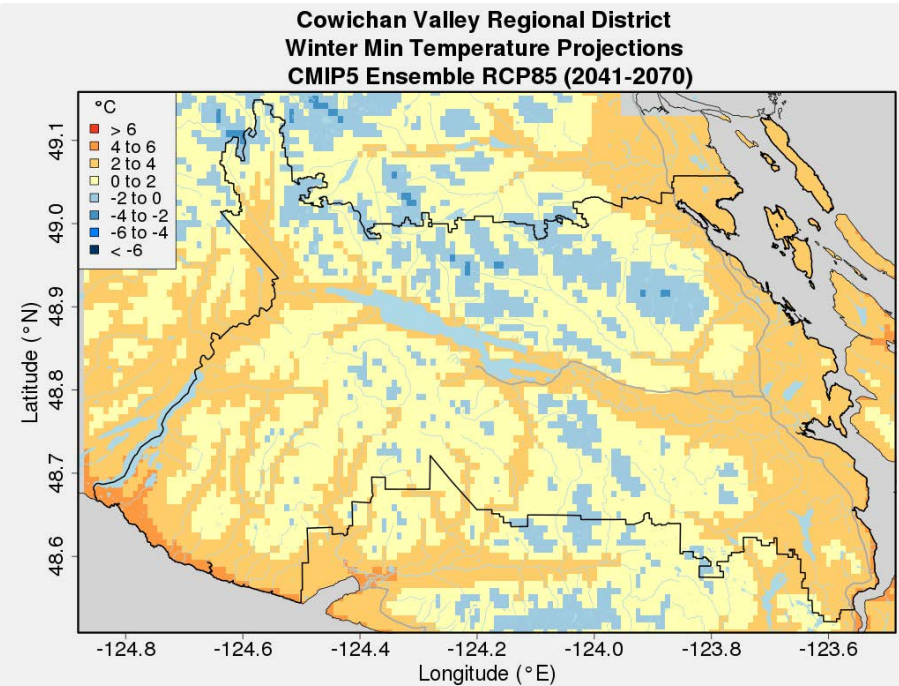 Cowichan Valley Regional District
Winter Min Temperature Projections
CMIP5 Ensemble RCP85 (2041-2070)
°C
> 6
4 to 6
2 to 4
0 to 2
-2 to 0
-4 to -2
-6 to -4
< -6
49.1
49.0
48.9
48.8
48.7
48.6
Latitude (°N)
-124.8 -124.6 -124.4 -124.2 -124.0 -123.8 -123.6
Longitude (°E)